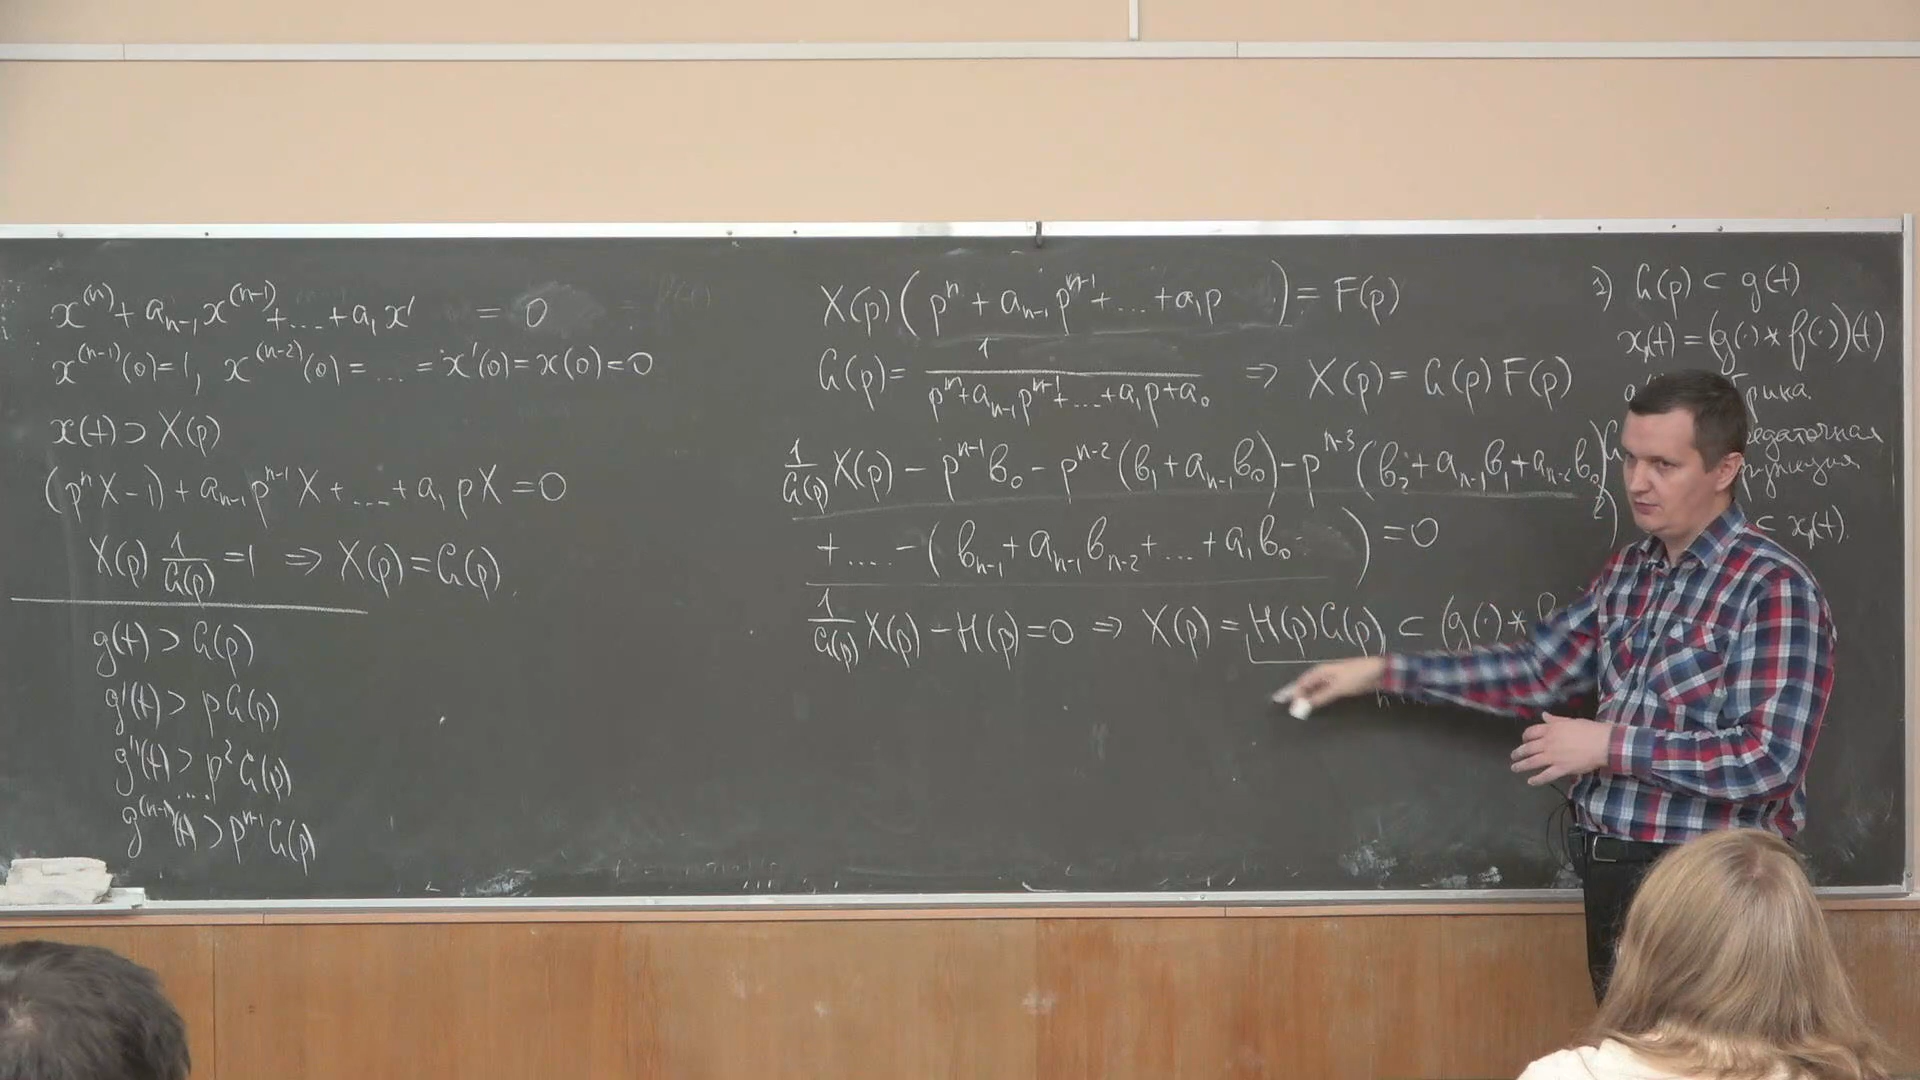 x^{(n)} + a_{n-1} x^{(n-1)} + ... + a_1 x' = 0
x^{(n-1)}(0) = 1, x^{(n-2)}(0) = ... = x'(0) = x(0) = 0
x(t) ⊃ X(p)
(p^n X - 1) + a_{n-1} p^{n-1} X + .... + a_1 p X = 0
X(p) 1/G(p) = 1 ⇒ X(p) = G(p)
g(t) ⊃ G(p)
g'(t) ⊃ p G(p)
g''(t) ⊃ p^2 G(p)
....
g^{(n-1)}(t) ⊃ p^{n-1} G(p)
X(p) (p^n + a_{n-1} p^{n-1} + ... + a_1 p ) = F(p)
G(p) = 1/(p^n + a_{n-1} p^{n-1} + ... + a_1 p + a_0) ⇒ X(p) = G(p) F(p)
1/G(p) X(p) - p^{n-1} b_0 - p^{n-2} (b_1 + a_{n-1} b_0) - p^{n-3} (b_2 + a_{n-1} b_1 + a_{n-2} b_0)
+ .... - (b_{n-1} + a_{n-1} b_{n-2} + ... + a_1 b_0 ) = 0
1/G(p) X(p) - H(p) = 0 ⇒ X(p) = H(p) G(p) ⊂ (g(·) *
1) G(p) ⊂ g(t)
x_1(t) = (g(·) * f(·))(t)
2)
⊂ x_1(t).